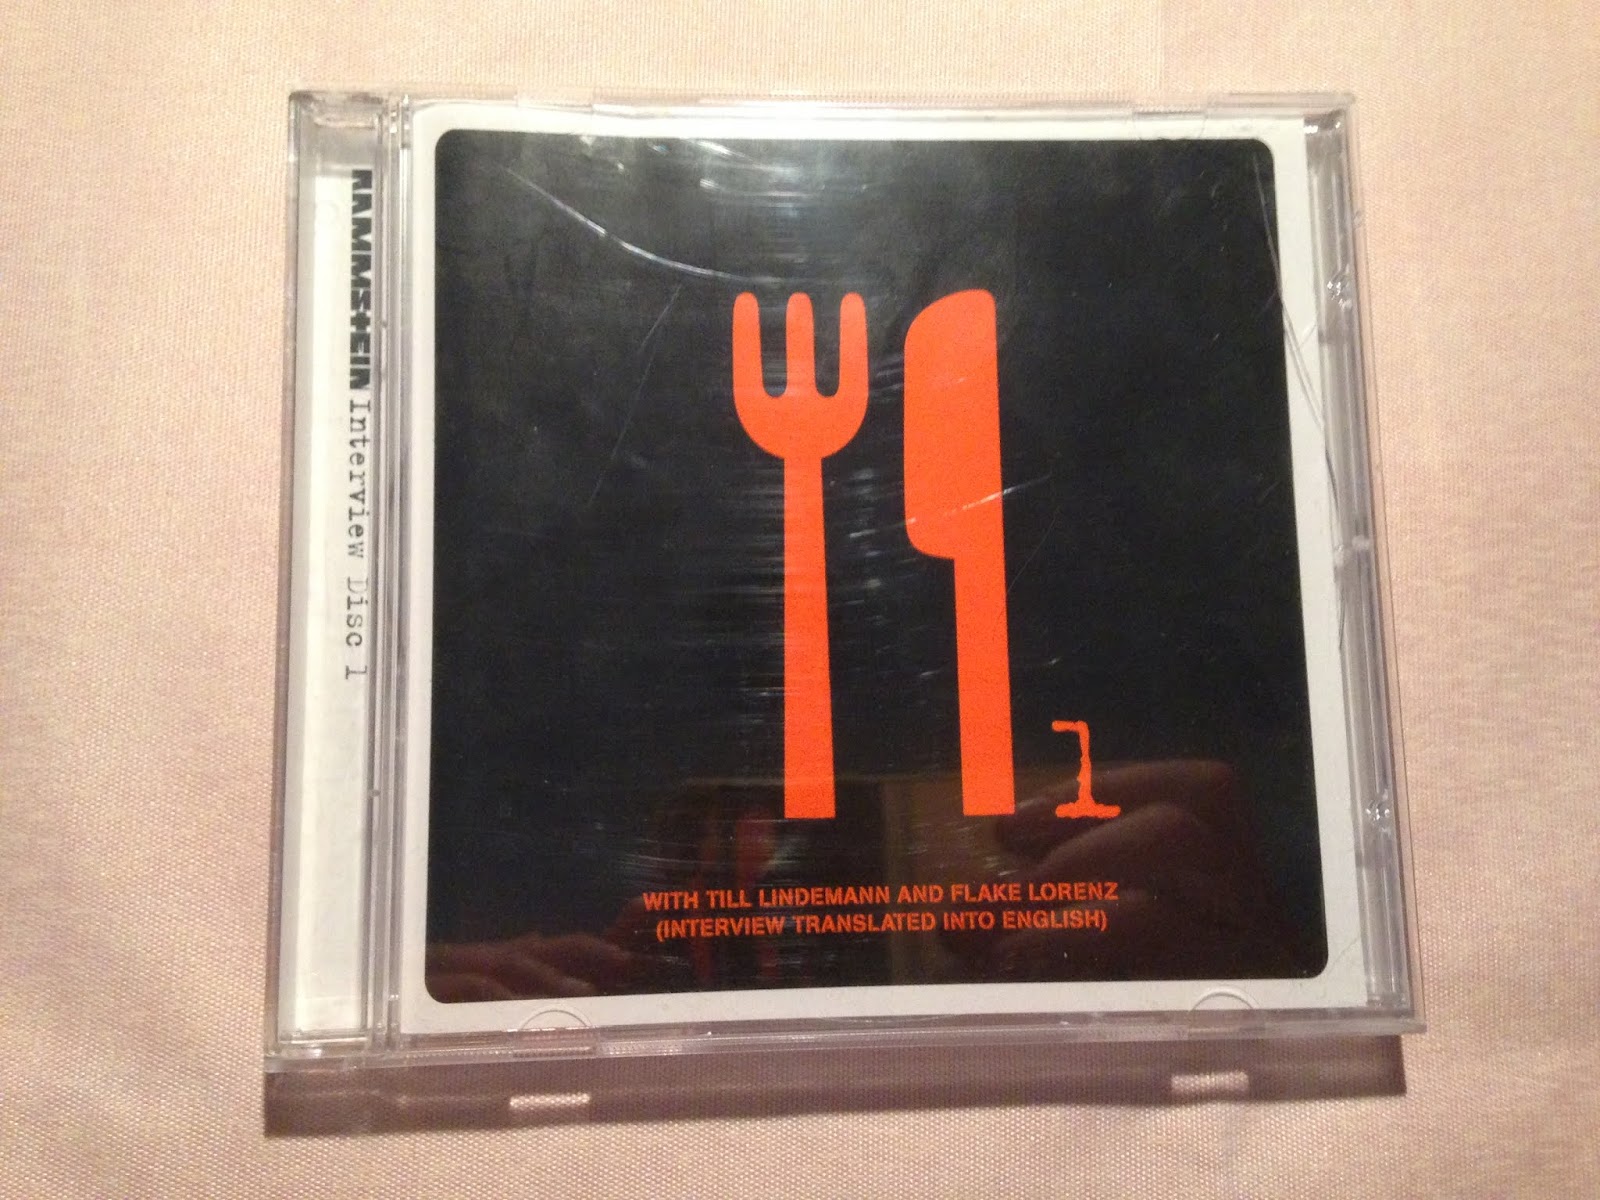 RAMMSTEIN Interview Disc 1
1
WITH TILL LINDEMANN AND FLAKE LORENZ
(INTERVIEW TRANSLATED INTO ENGLISH)